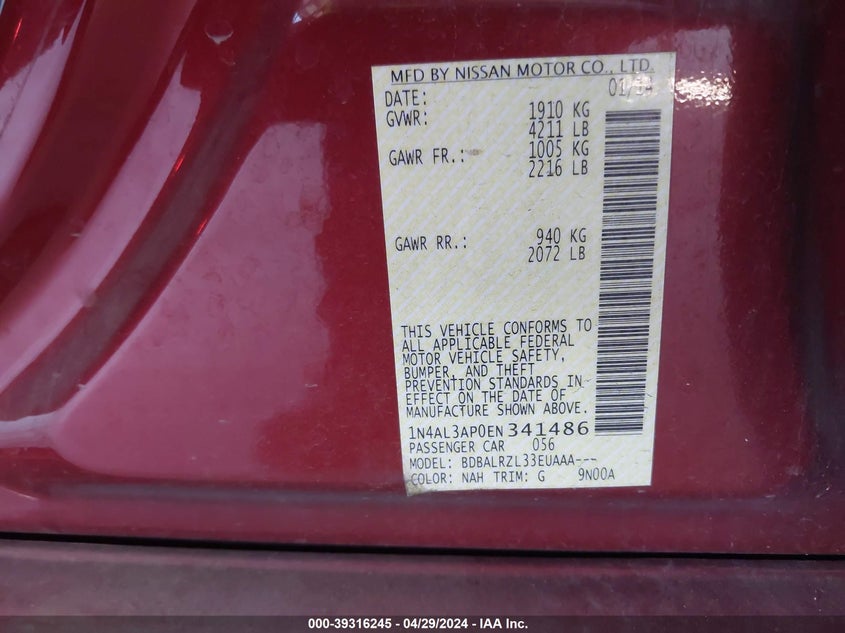 MFD BY NISSAN MOTOR CO., LTD.
DATE: 01/14
GVWR: 1910 KG
4211 LB
GAWR FR.: 1005 KG
2216 LB
GAWR RR.: 940 KG
2072 LB
THIS VEHICLE CONFORMS TO
ALL APPLICABLE FEDERAL
MOTOR VEHICLE SAFETY,
BUMPER, AND THEFT
PREVENTION STANDARDS IN
EFFECT ON THE DATE OF
MANUFACTURE SHOWN ABOVE.
1N4AL3AP0EN341486
PASSENGER CAR 056
MODEL: BDBALRZL33EUAAA---
COLOR: NAH TRIM: G 9N00A
000-39316245 - 04/29/2024 - IAA Inc.